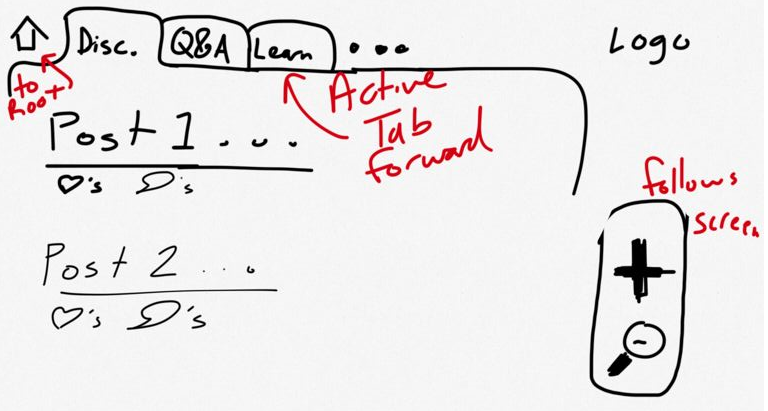 Disc. Q&A Learn ...
Logo
to
Root
Active
Tab
forward
Post 1 ...
♡'s 's
follows
screen
Post 2 ...
♡'s 's